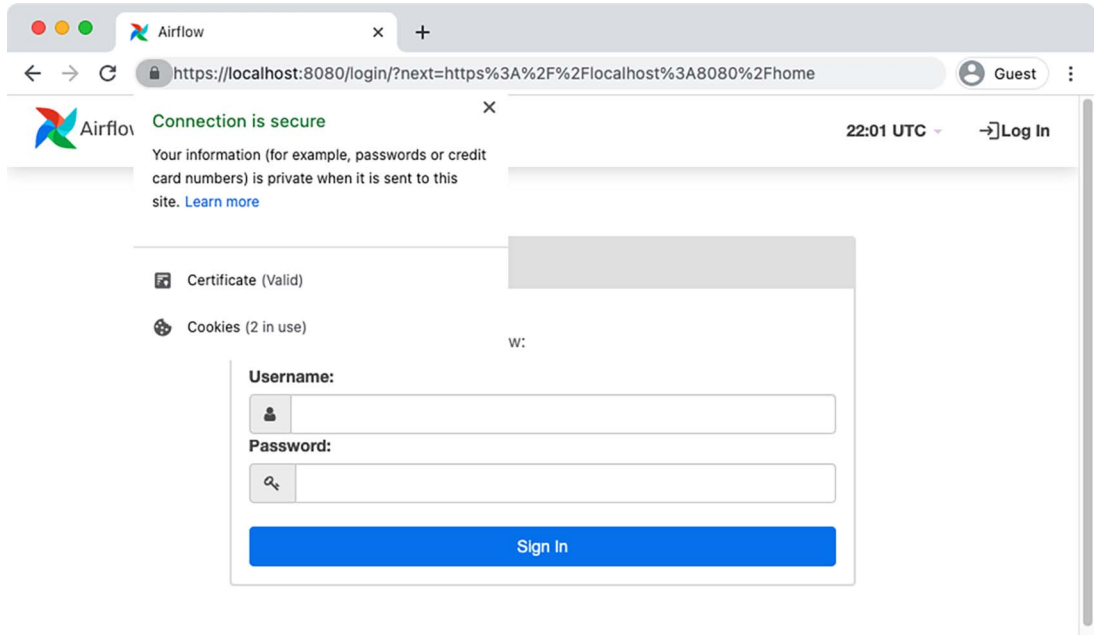 Airflow
https://localhost:8080/login/?next=https%3A%2F%2Flocalhost%3A8080%2Fhome
Guest
Airflow
22:01 UTC
Log In
Connection is secure
Your information (for example, passwords or credit
card numbers) is private when it is sent to this
site. Learn more
Certificate (Valid)
Cookies (2 in use)
w:
Username:
Password:
Sign In